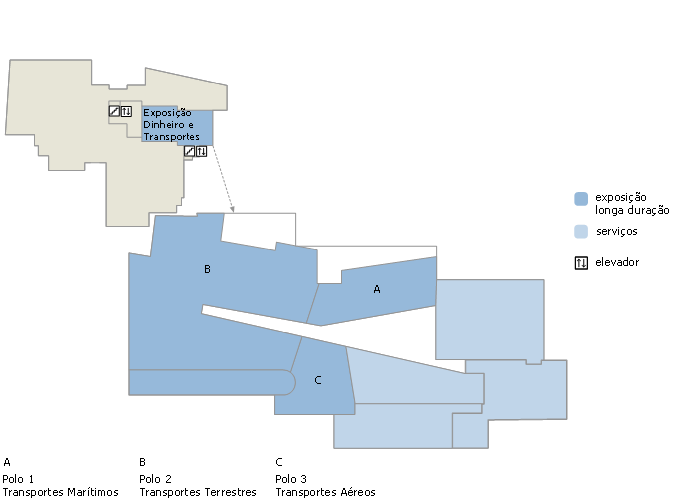 Exposição
Dinheiro e
Transportes
exposição
longa duração
serviços
elevador
B
A
C
A
Polo 1
Transportes Marítimos
B
Polo 2
Transportes Terrestres
C
Polo 3
Transportes Aéreos